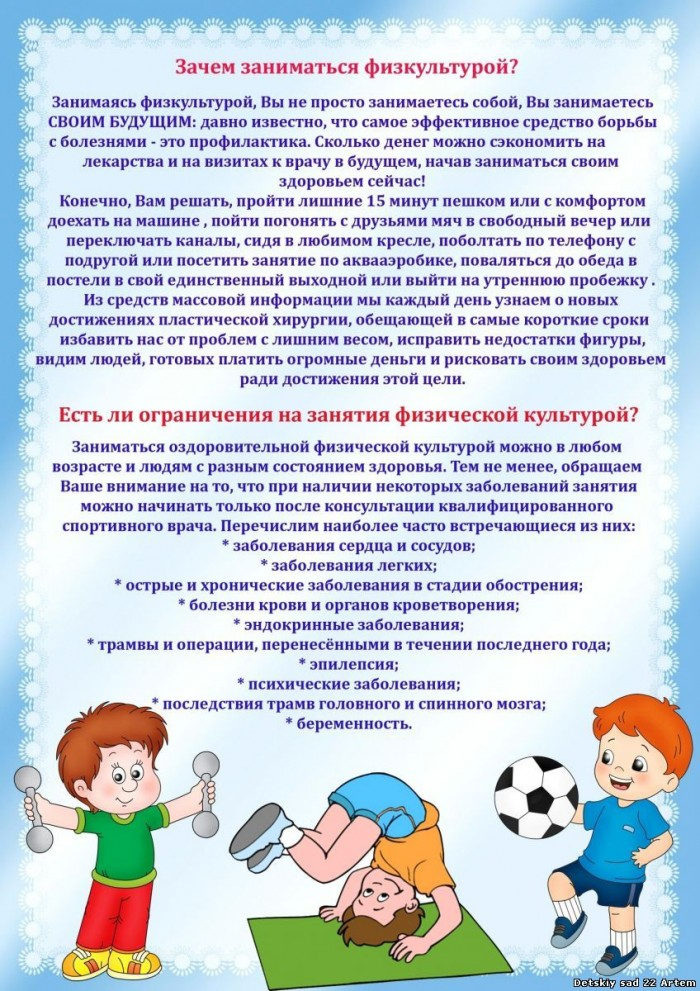 Зачем заниматься физкультурой?
Занимаясь физкультурой, Вы не просто занимаетесь собой, Вы занимаетесь
СВОИМ БУДУЩИМ: давно известно, что самое эффективное средство борьбы
с болезнями - это профилактика. Сколько денег можно сэкономить на
лекарства и на визитах к врачу в будущем, начав заниматься своим
здоровьем сейчас!
Конечно, Вам решать, пройти лишние 15 минут пешком или с комфортом
доехать на машине , пойти погонять с друзьями мяч в свободный вечер или
переключать каналы, сидя в любимом кресле, поболтать по телефону с
подругой или посетить занятие по аквааэробике, поваляться до обеда в
постели в свой единственный выходной или выйти на утреннюю пробежку .
Из средств массовой информации мы каждый день узнаем о новых
достижениях пластической хирургии, обещающей в самые короткие сроки
избавить нас от проблем с лишним весом, исправить недостатки фигуры,
видим людей, готовых платить огромные деньги и рисковать своим здоровьем
ради достижения этой цели.
Есть ли ограничения на занятия физической культурой?
Заниматься оздоровительной физической культурой можно в любом
возрасте и людям с разным состоянием здоровья. Тем не менее, обращаем
Ваше внимание на то, что при наличии некоторых заболеваний занятия
можно начинать только после консультации квалифицированного
спортивного врача. Перечислим наиболее часто встречающиеся из них:
* заболевания сердца и сосудов;
* заболевания легких;
* острые и хронические заболевания в стадии обострения;
* болезни крови и органов кроветворения;
* эндокринные заболевания;
* трамвы и операции, перенесёнными в течении последнего года;
* эпилепсия;
* психические заболевания;
* последствия трамв головного и спинного мозга;
* беременность.
Detskiy sad 22 Artem